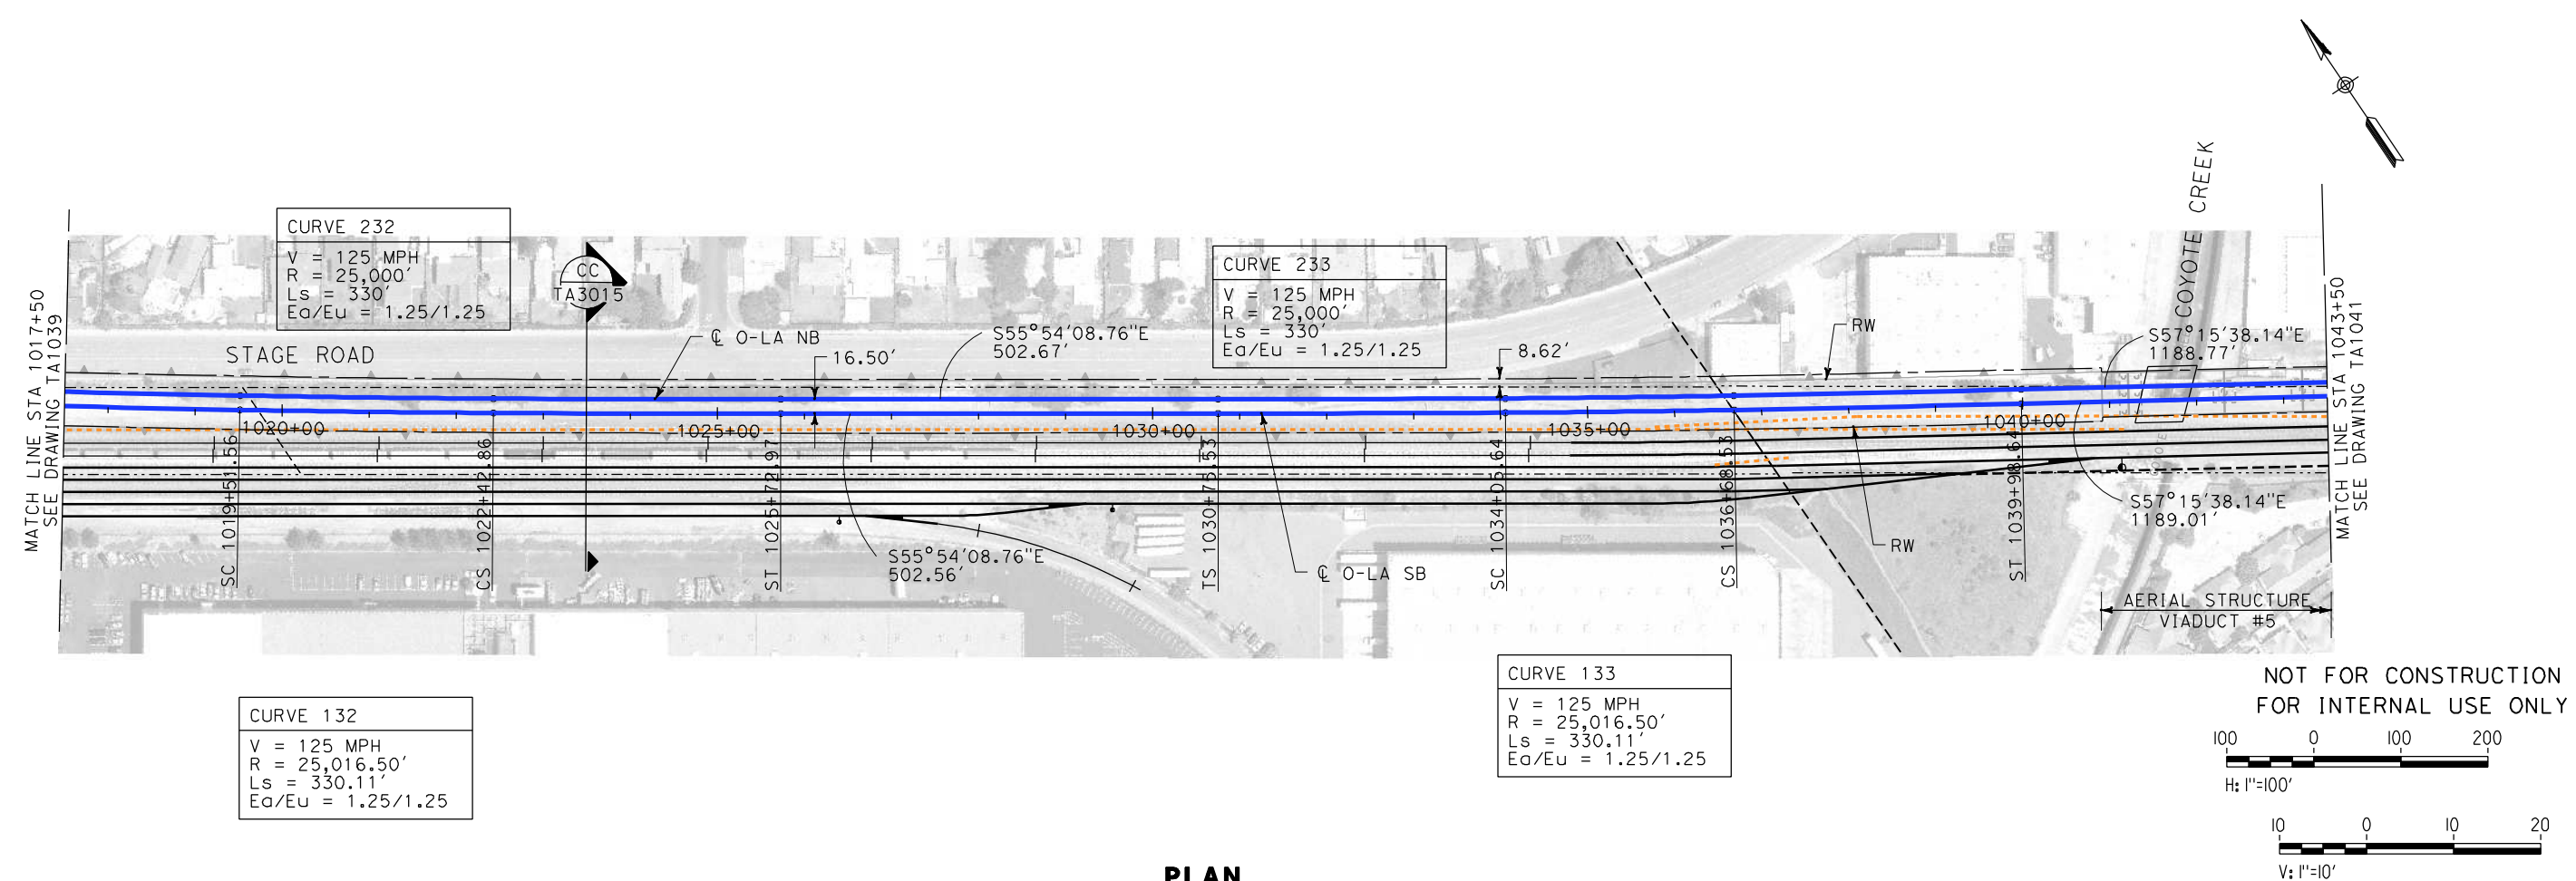 COYOTE CREEK
CURVE 232
V = 125 MPH
R = 25,000′
Ls = 330′
Ea/Eu = 1.25/1.25
CC
TA3015
CURVE 233
V = 125 MPH
R = 25,000′
Ls = 330′
Ea/Eu = 1.25/1.25
MATCH LINE STA 1017+50
SEE DRAWING TA1039
STAGE ROAD
℄ O-LA NB
16.50′
S55°54′08.76"E
502.67′
8.62′
RW
S57°15′38.14"E
1188.77′
MATCH LINE STA 1043+50
SEE DRAWING TA1041
1020+00
1025+00
1030+00
1035+00
1040+00
SC 1019+51.56
CS 1022+42.86
ST 1025+72.97
TS 1030+75.53
SC 1034+05.64
CS 1036+68.53
ST 1039+98.64
S55°54′08.76"E
502.56′
℄ O-LA SB
RW
S57°15′38.14"E
1189.01′
AERIAL STRUCTURE
VIADUCT #5
CURVE 132
V = 125 MPH
R = 25,016.50′
Ls = 330.11′
Ea/Eu = 1.25/1.25
CURVE 133
V = 125 MPH
R = 25,016.50′
Ls = 330.11′
Ea/Eu = 1.25/1.25
NOT FOR CONSTRUCTION
FOR INTERNAL USE ONLY
100 0 100 200
H: 1"=100′
10 0 10 20
V: 1"=10′
PLAN